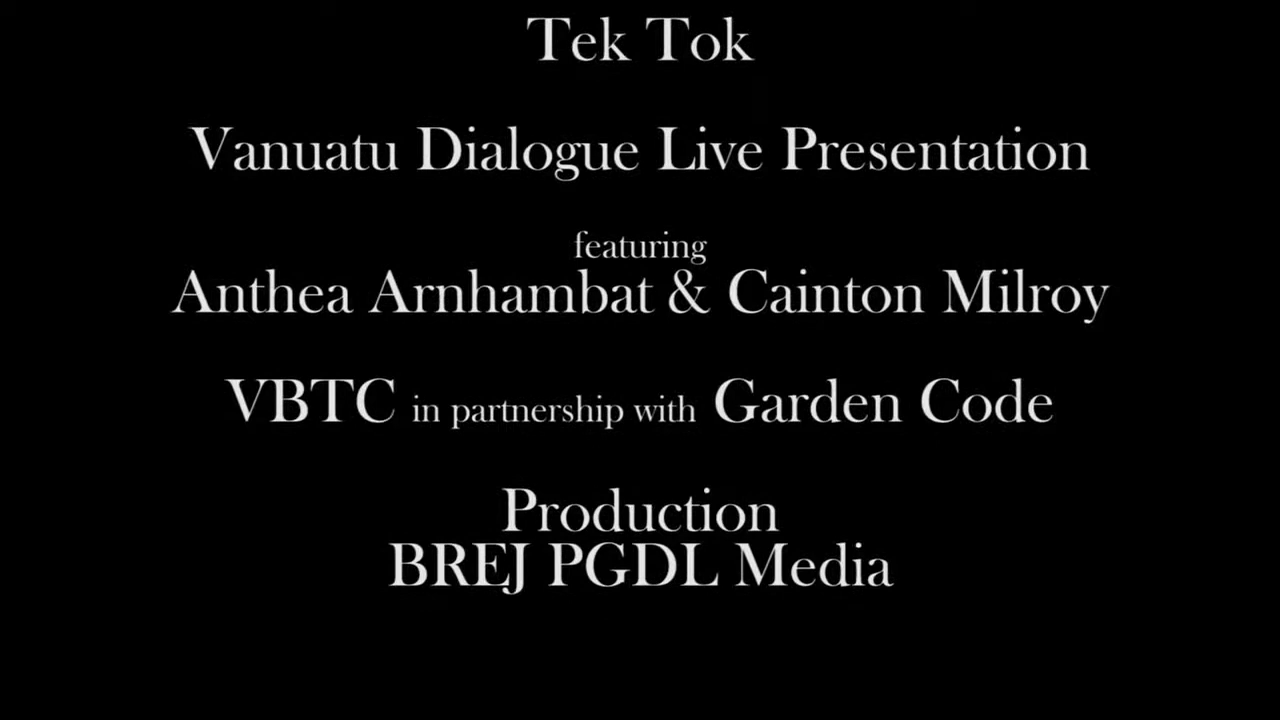 Tek Tok
Vanuatu Dialogue Live Presentation
featuring
Anthea Arnhambat & Cainton Milroy
VBTC in partnership with Garden Code
Production
BREJ PGDL Media